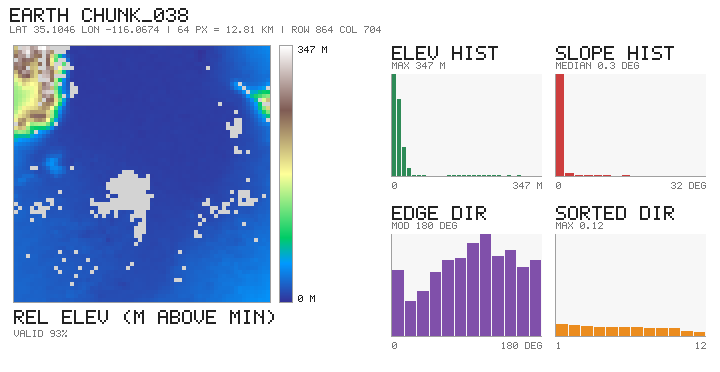 EARTH CHUNK_038
LAT 35.1046 LON -116.0674 | 64 PX = 12.81 KM | ROW 864 COL 704
347 M
0 M
REL ELEV (M ABOVE MIN)
VALID 93%
ELEV HIST
MAX 347 M
0 347 M
SLOPE HIST
MEDIAN 0.3 DEG
0 32 DEG
EDGE DIR
MOD 180 DEG
0 180 DEG
SORTED DIR
MAX 0.12
1 12